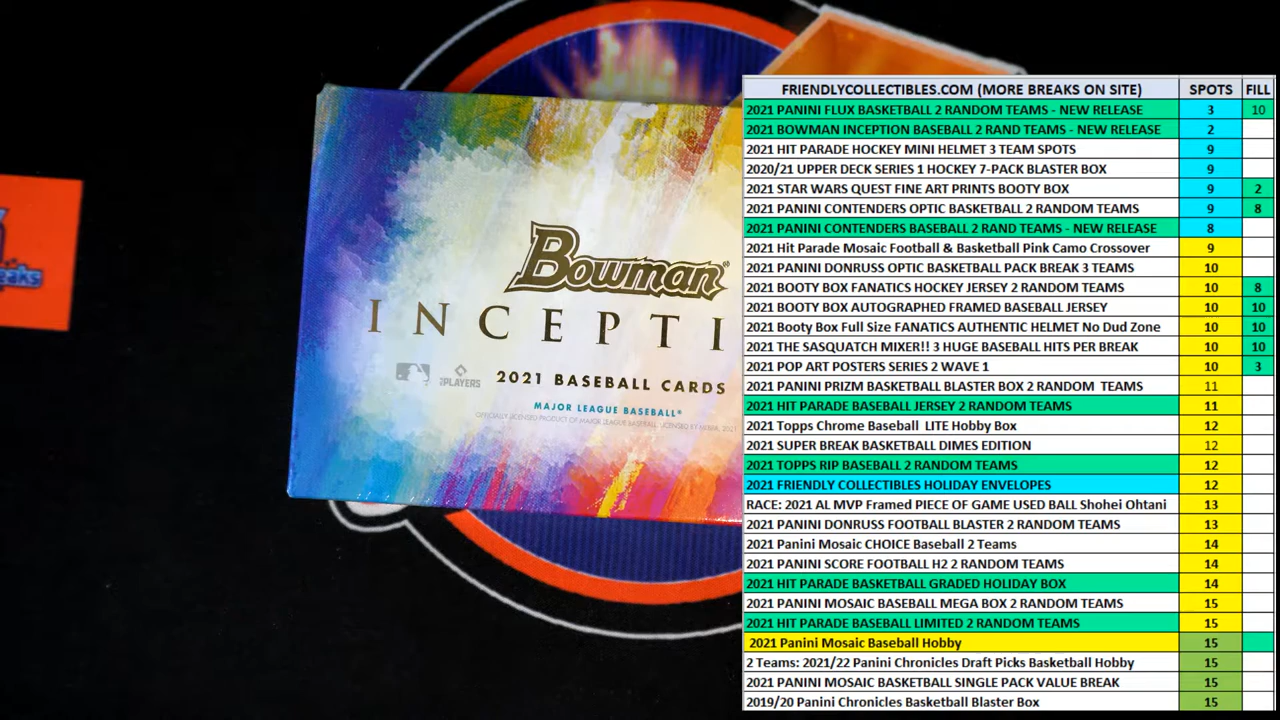 eaks
Bowman®
INCEPTI
2021 BASEBALL CARDS
MAJOR LEAGUE BASEBALL®
PLAYERS
FRIENDLYCOLLECTIBLES.COM (MORE BREAKS ON SITE) SPOTS FILL
2021 PANINI FLUX BASKETBALL 2 RANDOM TEAMS - NEW RELEASE 3 10
2021 BOWMAN INCEPTION BASEBALL 2 RAND TEAMS - NEW RELEASE 2
2021 HIT PARADE HOCKEY MINI HELMET 3 TEAM SPOTS 9
2020/21 UPPER DECK SERIES 1 HOCKEY 7-PACK BLASTER BOX 9
2021 STAR WARS QUEST FINE ART PRINTS BOOTY BOX 9 2
2021 PANINI CONTENDERS OPTIC BASKETBALL 2 RANDOM TEAMS 9 8
2021 PANINI CONTENDERS BASEBALL 2 RAND TEAMS - NEW RELEASE 8
2021 Hit Parade Mosaic Football & Basketball Pink Camo Crossover 9
2021 PANINI DONRUSS OPTIC BASKETBALL PACK BREAK 3 TEAMS 10
2021 BOOTY BOX FANATICS HOCKEY JERSEY 2 RANDOM TEAMS 10 8
2021 BOOTY BOX AUTOGRAPHED FRAMED BASEBALL JERSEY 10 10
2021 Booty Box Full Size FANATICS AUTHENTIC HELMET No Dud Zone 10 10
2021 THE SASQUATCH MIXER!! 3 HUGE BASEBALL HITS PER BREAK 10 10
2021 POP ART POSTERS SERIES 2 WAVE 1 10 3
2021 PANINI PRIZM BASKETBALL BLASTER BOX 2 RANDOM TEAMS 11
2021 HIT PARADE BASEBALL JERSEY 2 RANDOM TEAMS 11
2021 Topps Chrome Baseball LITE Hobby Box 12
2021 SUPER BREAK BASKETBALL DIMES EDITION 12
2021 TOPPS RIP BASEBALL 2 RANDOM TEAMS 12
2021 FRIENDLY COLLECTIBLES HOLIDAY ENVELOPES 12
RACE: 2021 AL MVP Framed PIECE OF GAME USED BALL Shohei Ohtani 13
2021 PANINI DONRUSS FOOTBALL BLASTER 2 RANDOM TEAMS 13
2021 Panini Mosaic CHOICE Baseball 2 Teams 14
2021 PANINI SCORE FOOTBALL H2 2 RANDOM TEAMS 14
2021 HIT PARADE BASKETBALL GRADED HOLIDAY BOX 14
2021 PANINI MOSAIC BASEBALL MEGA BOX 2 RANDOM TEAMS 15
2021 HIT PARADE BASEBALL LIMITED 2 RANDOM TEAMS 15
2021 Panini Mosaic Baseball Hobby 15
2 Teams: 2021/22 Panini Chronicles Draft Picks Basketball Hobby 15
2021 PANINI MOSAIC BASKETBALL SINGLE PACK VALUE BREAK 15
2019/20 Panini Chronicles Basketball Blaster Box 15